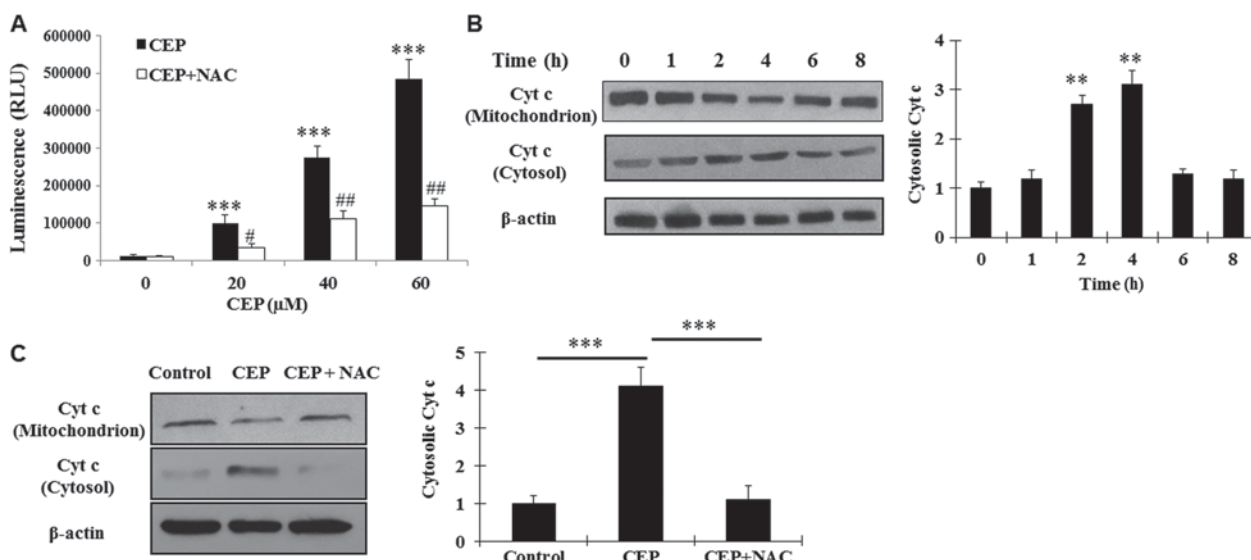 A
Luminescence (RLU)
600000
500000
400000
300000
200000
100000
0
CEP
CEP+NAC
***
***
***
#
##
##
0 20 40 60
CEP (µM)
B
Time (h) 0 1 2 4 6 8
Cyt c
(Mitochondrion)
Cyt c
(Cytosol)
β-actin
Cytosolic Cyt c
4
3
2
1
0
** **
0 1 2 4 6 8
Time (h)
C
Control CEP CEP + NAC
Cyt c
(Mitochondrion)
Cyt c
(Cytosol)
β-actin
Cytosolic Cyt c
5
4
3
2
1
0
*** ***
Control CEP CEP+NAC